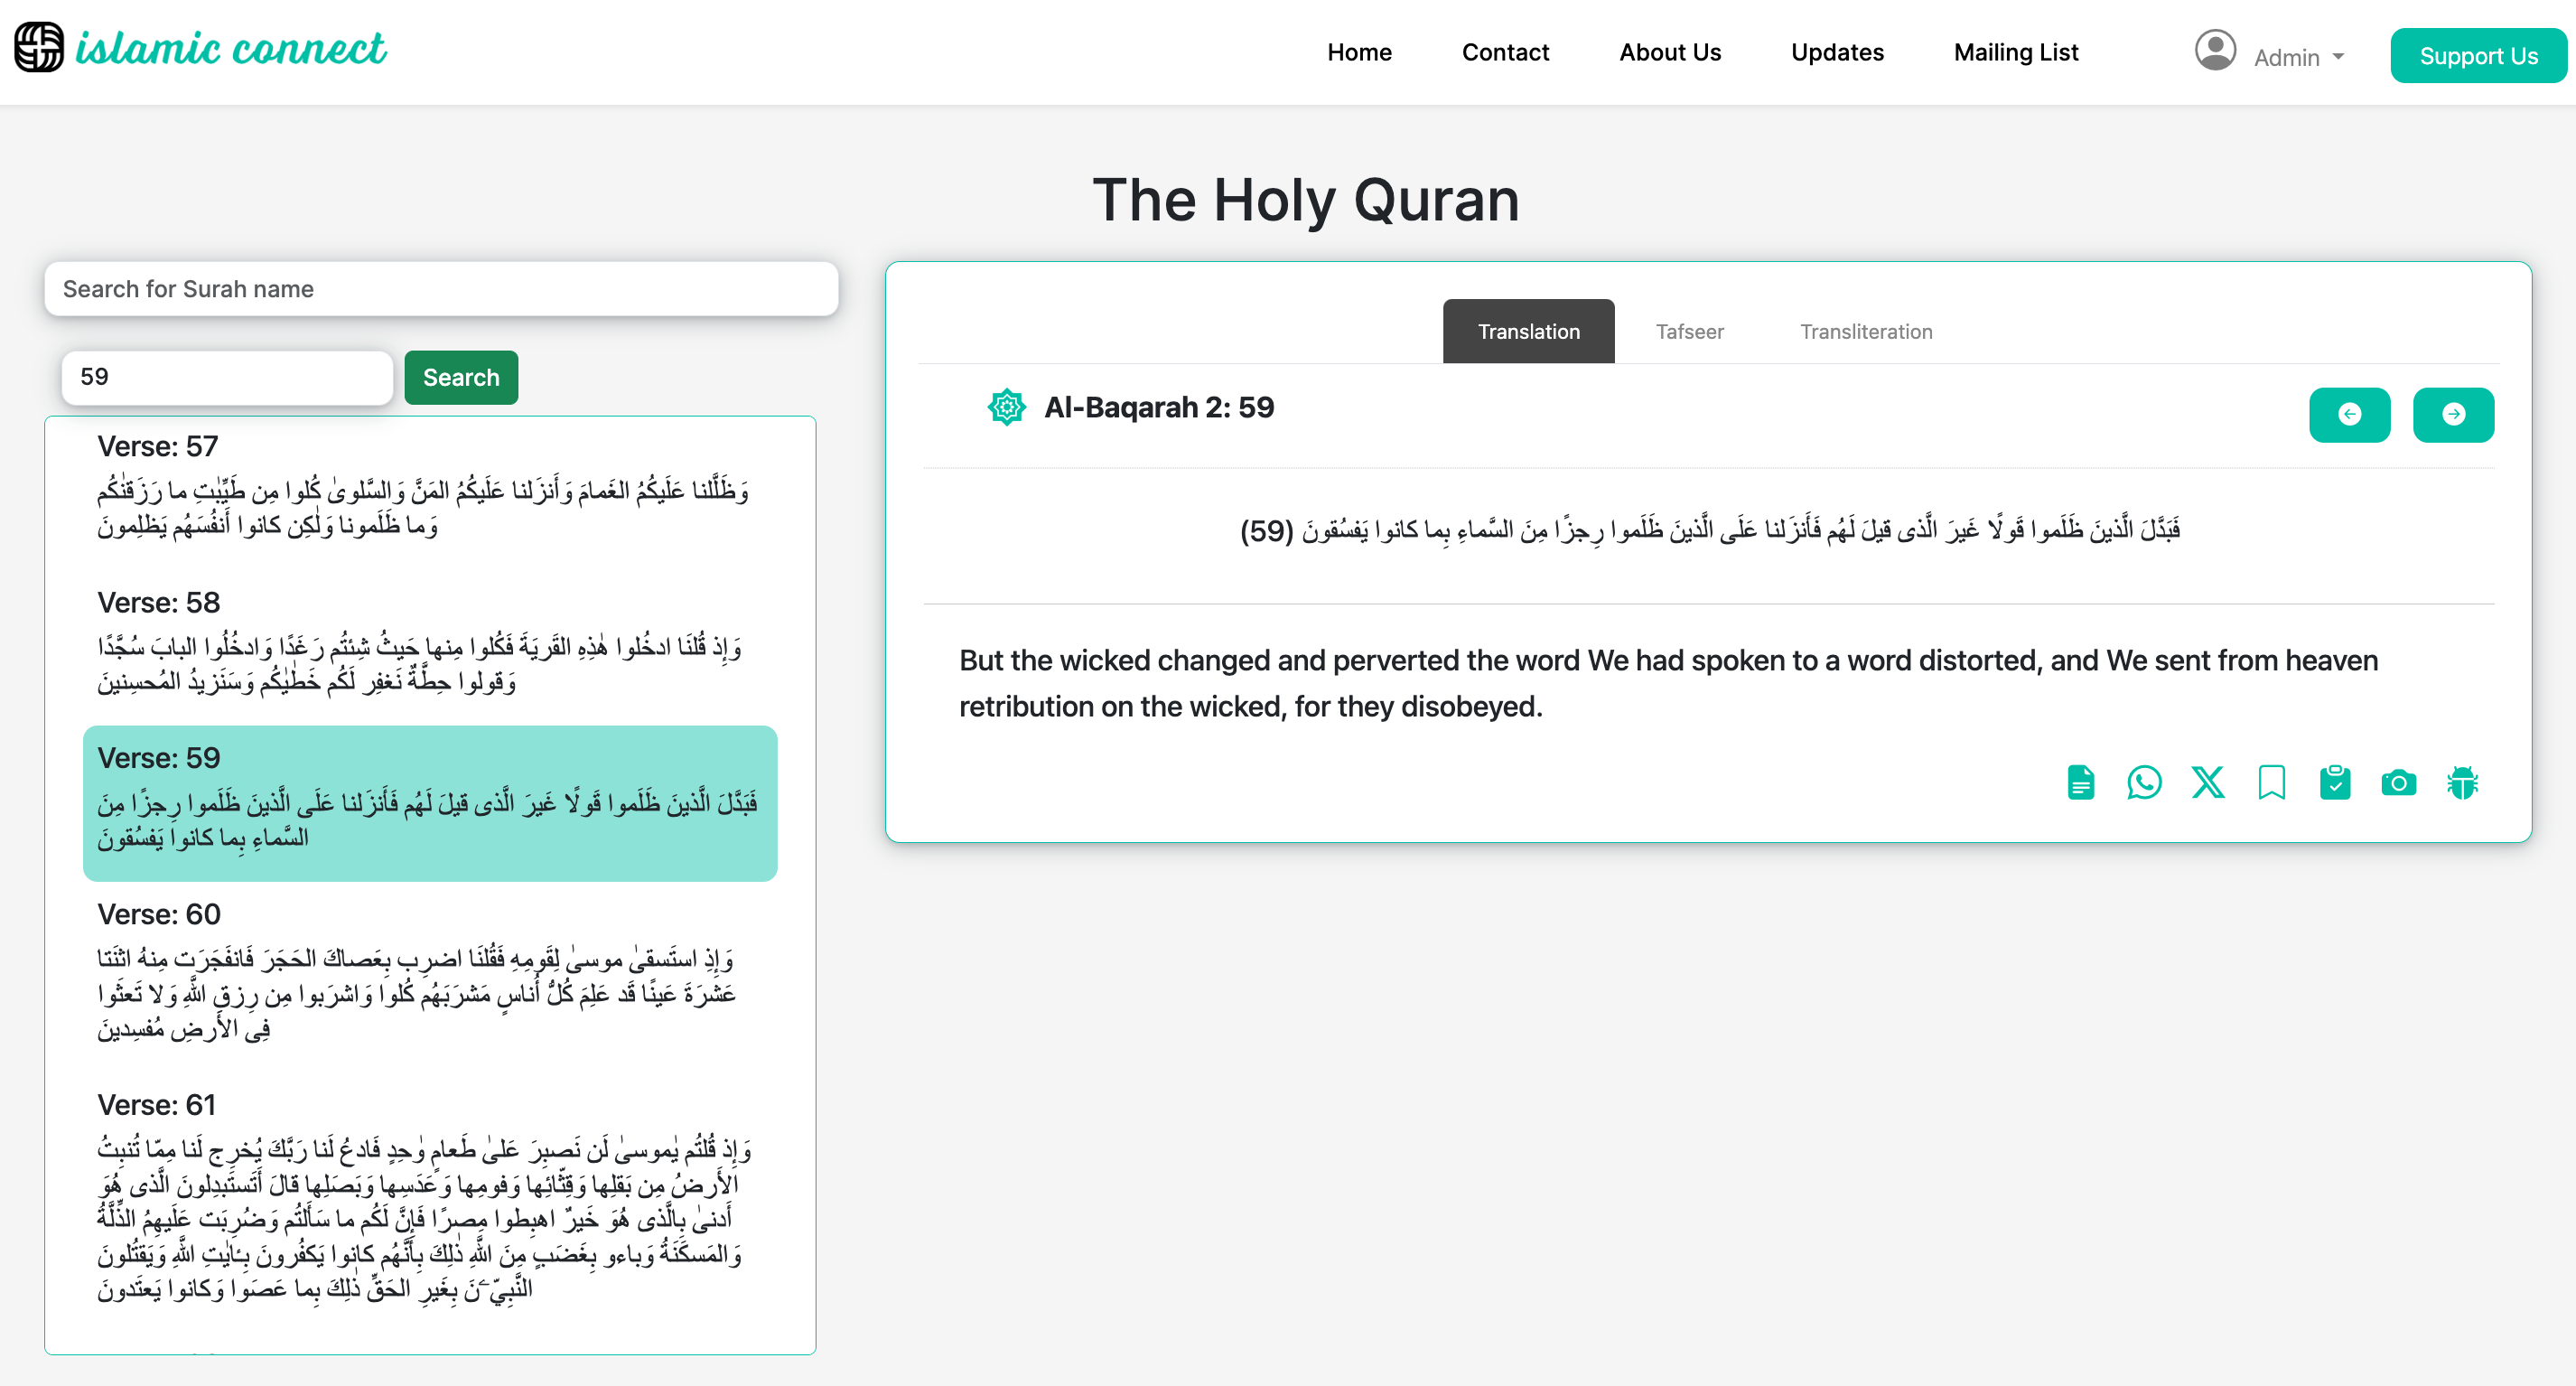 islamic connect
Home Contact About Us Updates Mailing List Admin Support Us
The Holy Quran
Search for Surah name
59 Search
Verse: 57
وَظَلَّلنا عَلَيكُمُ الغَمامَ وَأَنزَلنا عَلَيكُمُ المَنَّ وَالسَّلوىٰ كُلوا مِن طَيِّبٰتِ ما رَزَقنٰكُم
وَما ظَلَمونا وَلٰكِن كانوا أَنفُسَهُم يَظلِمونَ
Verse: 58
وَإِذ قُلنَا ادخُلوا هٰذِهِ القَريَةَ فَكُلوا مِنها حَيثُ شِئتُم رَغَدًا وَادخُلُوا البابَ سُجَّدًا
وَقولوا حِطَّةٌ نَغفِر لَكُم خَطٰيٰكُم وَسَنَزيدُ المُحسِنينَ
Verse: 59
فَبَدَّلَ الَّذينَ ظَلَموا قَولًا غَيرَ الَّذى قيلَ لَهُم فَأَنزَلنا عَلَى الَّذينَ ظَلَموا رِجزًا مِنَ
السَّماءِ بِما كانوا يَفسُقونَ
Verse: 60
وَإِذِ استَسقىٰ موسىٰ لِقَومِهِ فَقُلنَا اضرِب بِعَصاكَ الحَجَرَ فَانفَجَرَت مِنهُ اثنَتا
عَشرَةَ عَينًا قَد عَلِمَ كُلُّ أُناسٍ مَشرَبَهُم كُلوا وَاشرَبوا مِن رِزقِ اللَّهِ وَلا تَعثَوا
فِى الأَرضِ مُفسِدينَ
Verse: 61
وَإِذ قُلتُم يٰموسىٰ لَن نَصبِرَ عَلىٰ طَعامٍ وٰحِدٍ فَادعُ لَنا رَبَّكَ يُخرِج لَنا مِمّا تُنبِتُ
الأَرضُ مِن بَقلِها وَقِثّائِها وَفومِها وَعَدَسِها وَبَصَلِها قالَ أَتَستَبدِلونَ الَّذى هُوَ
أَدنىٰ بِالَّذى هُوَ خَيرٌ اهبِطوا مِصرًا فَإِنَّ لَكُم ما سَأَلتُم وَضُرِبَت عَلَيهِمُ الذِّلَّةُ
وَالمَسكَنَةُ وَباءو بِغَضَبٍ مِنَ اللَّهِ ذٰلِكَ بِأَنَّهُم كانوا يَكفُرونَ بِـٔايٰتِ اللَّهِ وَيَقتُلونَ
النَّبِيّـۧنَ بِغَيرِ الحَقِّ ذٰلِكَ بِما عَصَوا وَكانوا يَعتَدونَ
Translation Tafseer Transliteration
Al-Baqarah 2: 59
فَبَدَّلَ الَّذينَ ظَلَموا قَولًا غَيرَ الَّذى قيلَ لَهُم فَأَنزَلنا عَلَى الَّذينَ ظَلَموا رِجزًا مِنَ السَّماءِ بِما كانوا يَفسُقونَ (59)
But the wicked changed and perverted the word We had spoken to a word distorted, and We sent from heaven
retribution on the wicked, for they disobeyed.